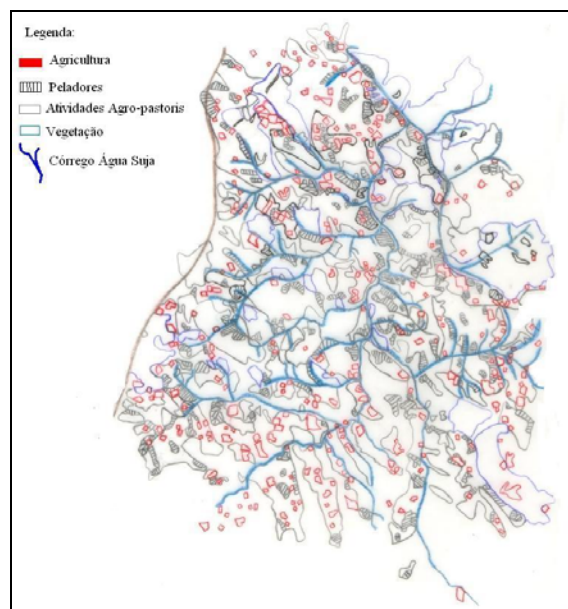 Legenda:
Agricultura
Peladores
Atividades Agro-pastoris
Vegetação
Córrego Água Suja